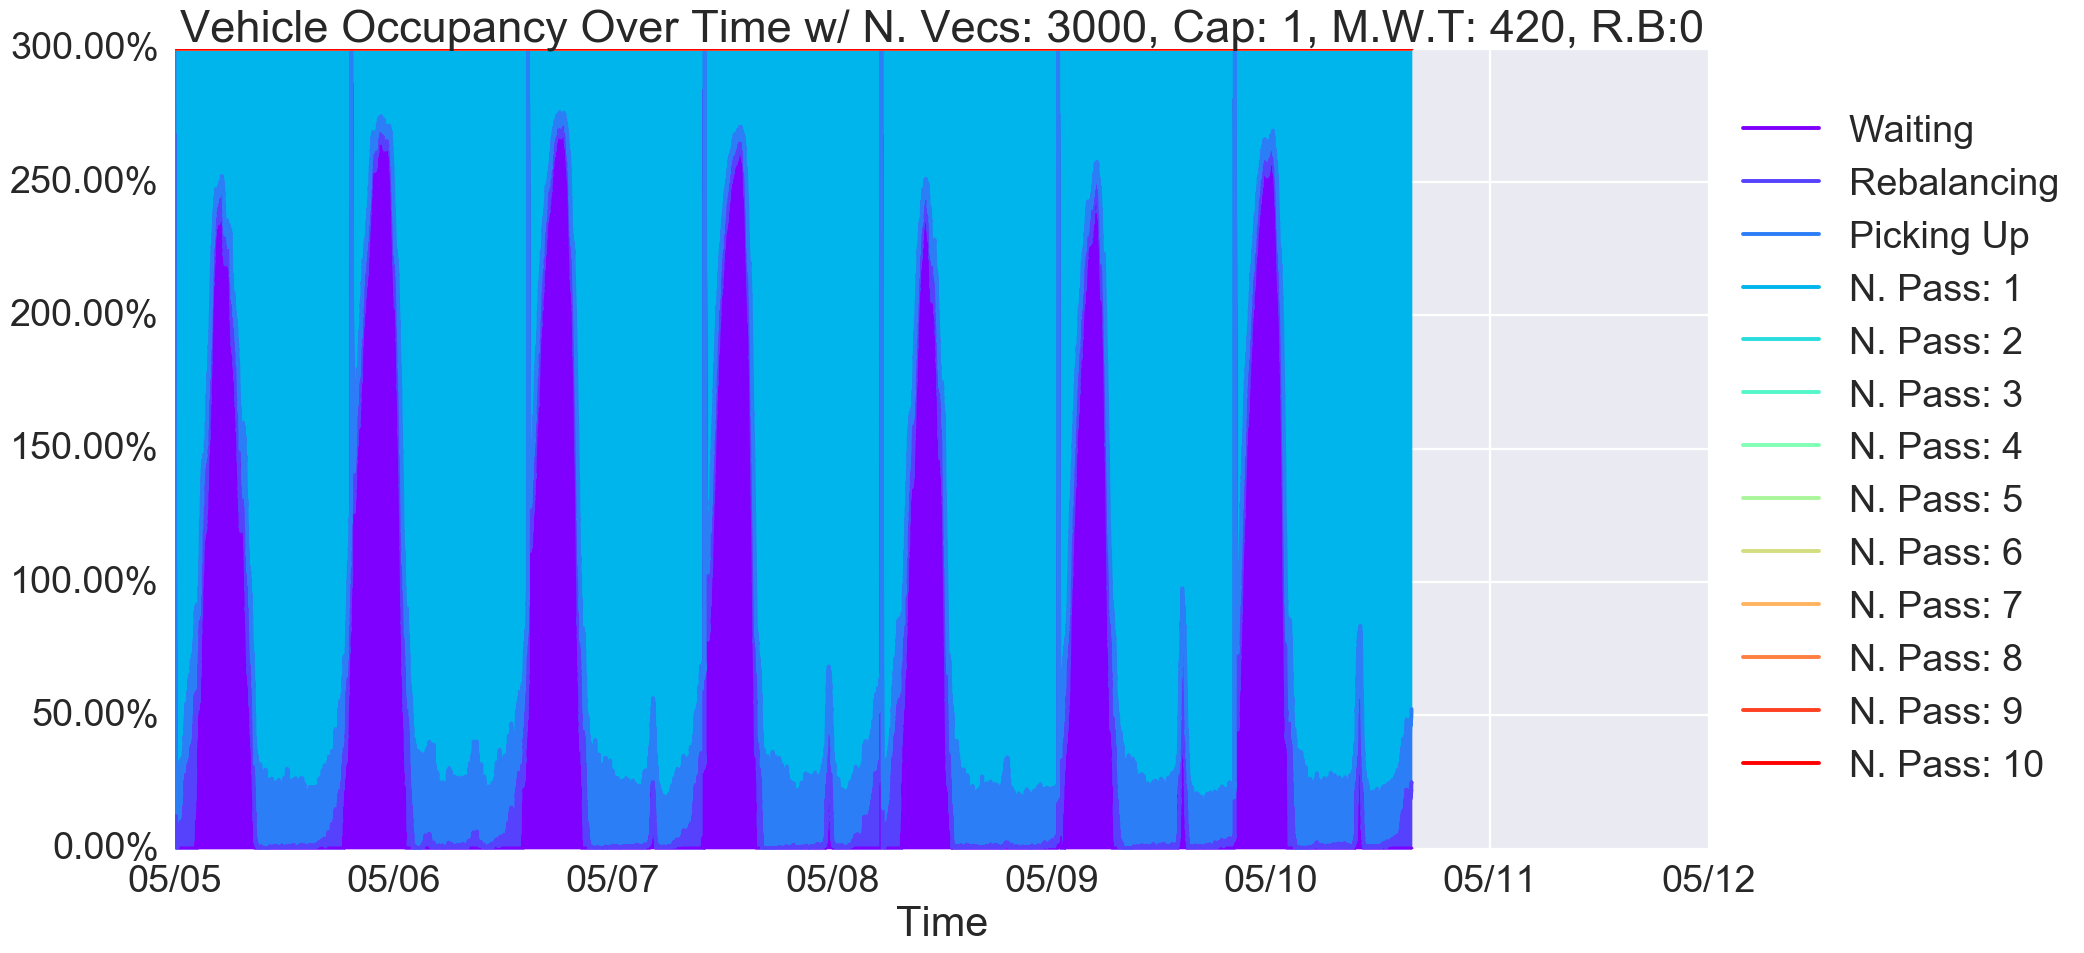 Vehicle Occupancy Over Time w/ N. Vecs: 3000, Cap: 1, M.W.T: 420, R.B:0
300.00%
250.00%
200.00%
150.00%
100.00%
50.00%
0.00%
05/05 05/06 05/07 05/08 05/09 05/10 05/11 05/12
Time
Waiting
Rebalancing
Picking Up
N. Pass: 1
N. Pass: 2
N. Pass: 3
N. Pass: 4
N. Pass: 5
N. Pass: 6
N. Pass: 7
N. Pass: 8
N. Pass: 9
N. Pass: 10